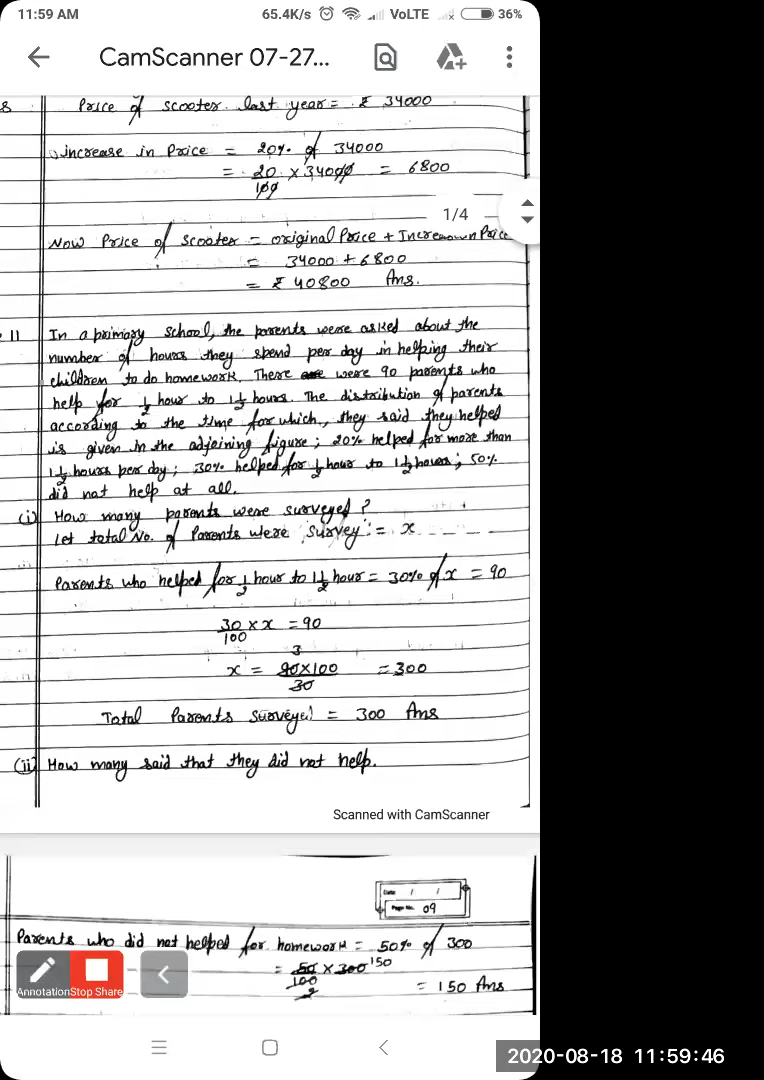 11:59 AM 65.4K/s VoLTE 36%
CamScanner 07-27...
s Price of scooter last year = ₹ 34000
increase in Price = 20% of 34000
= 20/100 × 34000 = 6800
1/4
Now Price of scooter = original Price + Increased in Price
= 34000 + 6800
= ₹ 40800 Ans.
11 In a primary school, the parents were asked about the
number of hours they spend per day in helping their
children to do homework. There were 90 parents who
help for 1/2 hour to 1 1/2 hours. The distribution of parents
according to the time for which, they said they helped
is given in the adjoining figure; 20% helped for more than
1 1/2 hours per day; 30% helped for 1/2 hour to 1 1/2 hours; 50%
did not help at all.
(i) How many parents were surveyed?
Let total No. of Parents were survey = x
Parents who helped for 1/2 hour to 1 1/2 hour = 30% of x = 90
30/100 × x = 90
3
x = 90×100/30 = 300
Total Parents surveyed = 300 Ans
(ii) How many said that they did not help.
Scanned with CamScanner
Date / /
Page No. 09
Parents who did not helped for homework = 50% of 300
= 50/100 × 300 150
2
= 150 Ans
Annotation Stop Share
2020-08-18 11:59:46